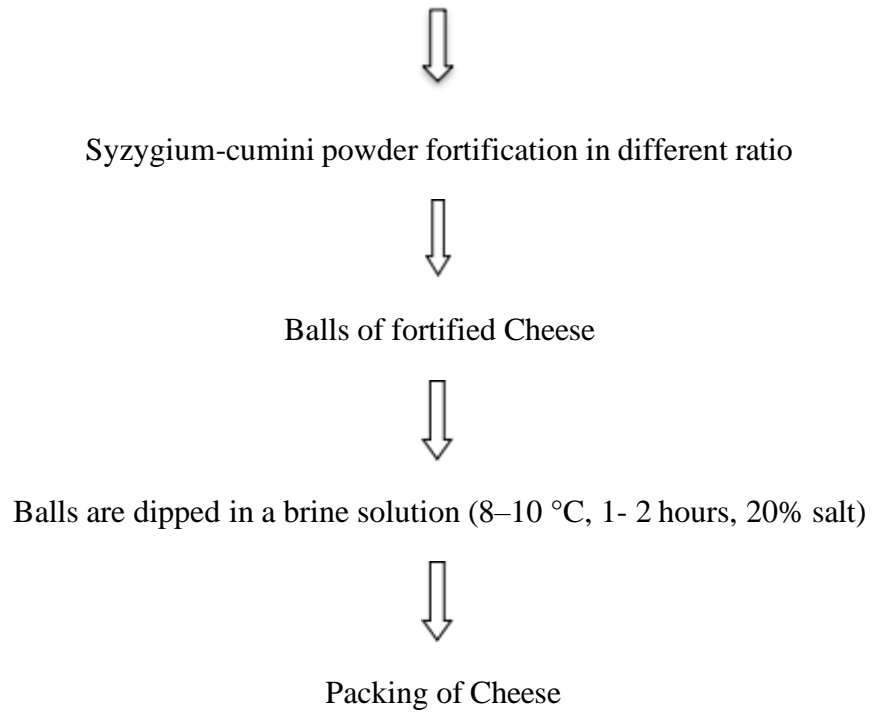 Syzygium-cumini powder fortification in different ratio
Balls of fortified Cheese
Balls are dipped in a brine solution (8–10 °C, 1- 2 hours, 20% salt)
Packing of Cheese